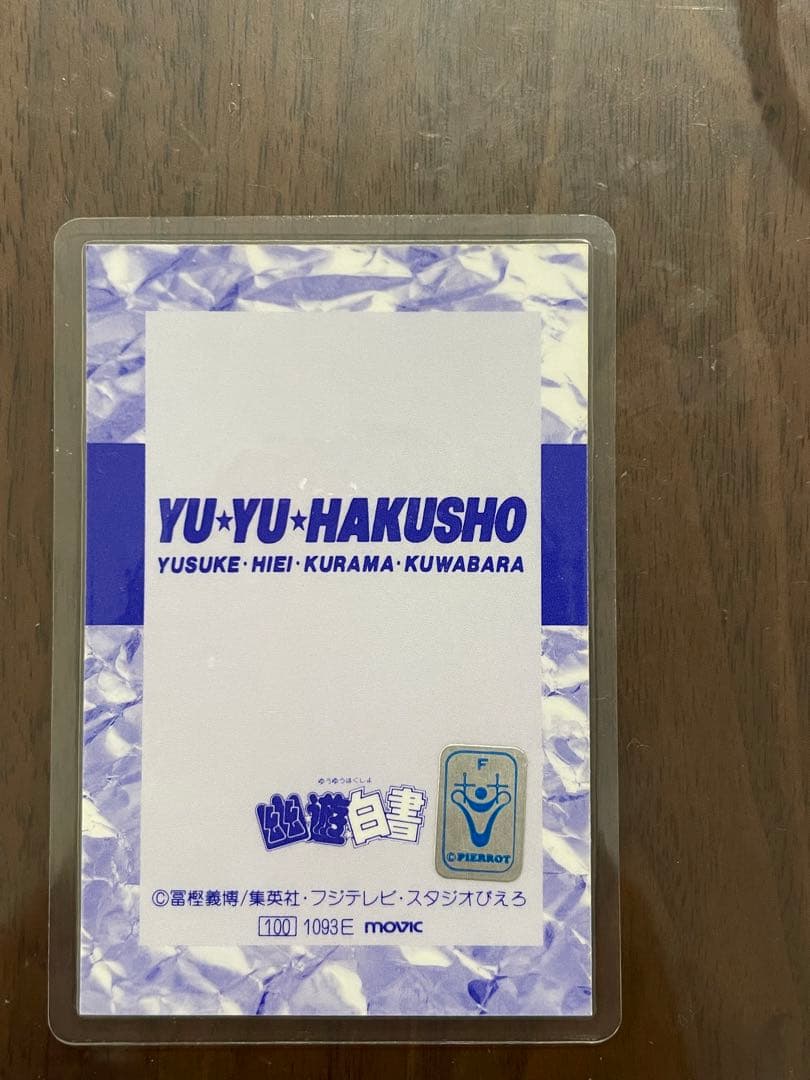 YU★YU★HAKUSHO
YUSUKE・HIEI・KURAMA・KUWABARA
ゆうゆうはくしょ
幽遊白書
F
©PIERROT
©冨樫義博/集英社・フジテレビ・スタジオぴえろ
100 1093E movic